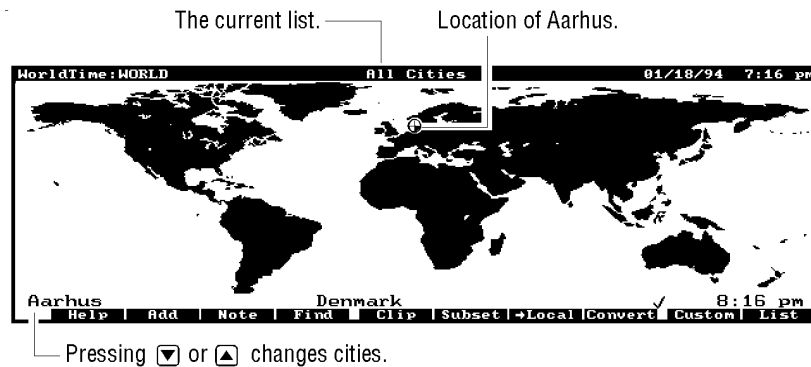 The current list.
Location of Aarhus.
WorldTime:WORLD All Cities 01/18/94 7:16 pm
Aarhus Denmark ✓ 8:16 pm
Help Add Note Find Clip Subset →Local Convert Custom List
Pressing ▼ or ▲ changes cities.